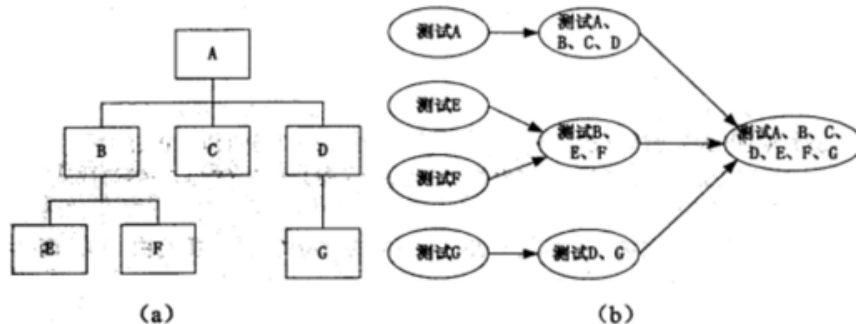 A
B
C
D
E
F
G
(a)
测试A
测试A、
B、C、D
测试E
测试F
测试B、
E、F
测试A、B、C、
D、E、F、G
测试G
测试D、G
(b)